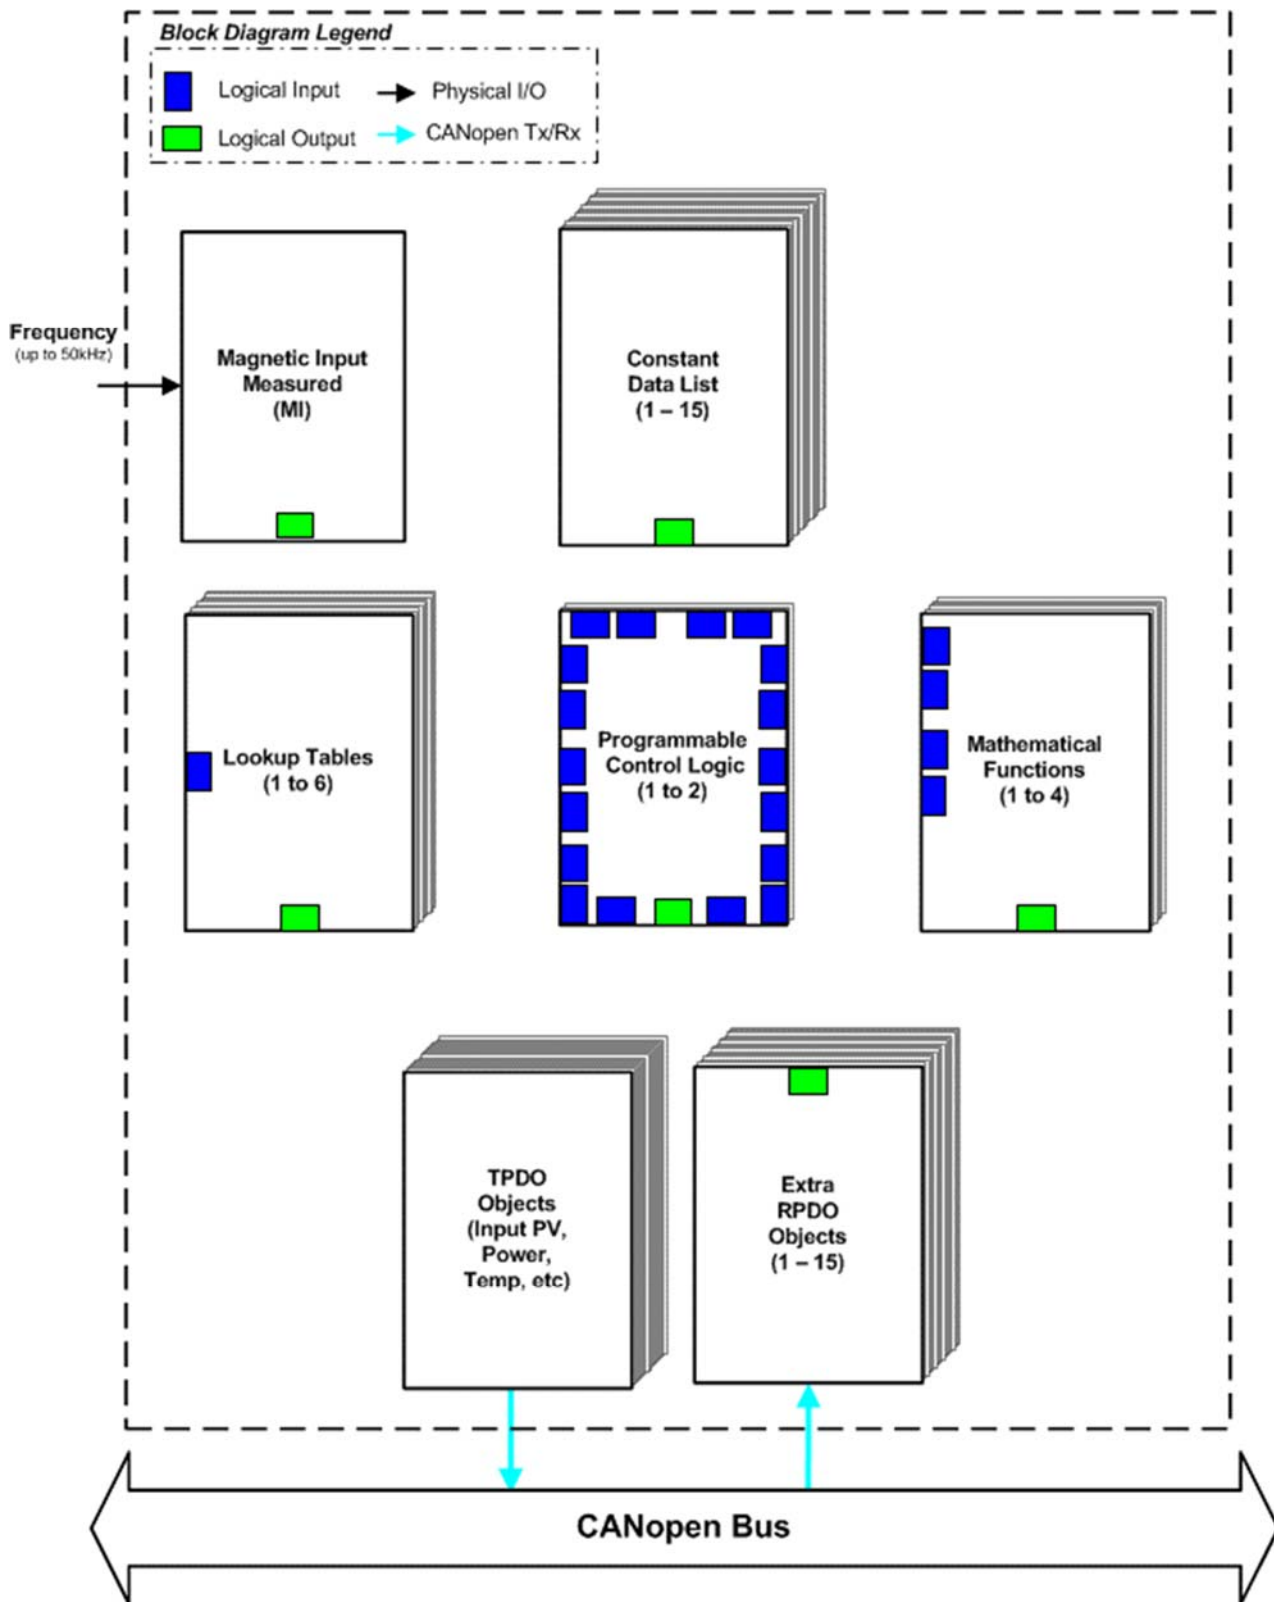 Block Diagram Legend
Logical Input
Physical I/O
Logical Output
CANopen Tx/Rx
Frequency
(up to 50kHz)
Magnetic Input
Measured
(MI)
Constant
Data List
(1 – 15)
Lookup Tables
(1 to 6)
Programmable
Control Logic
(1 to 2)
Mathematical
Functions
(1 to 4)
TPDO
Objects
(Input PV,
Power,
Temp, etc)
Extra
RPDO
Objects
(1 – 15)
CANopen Bus